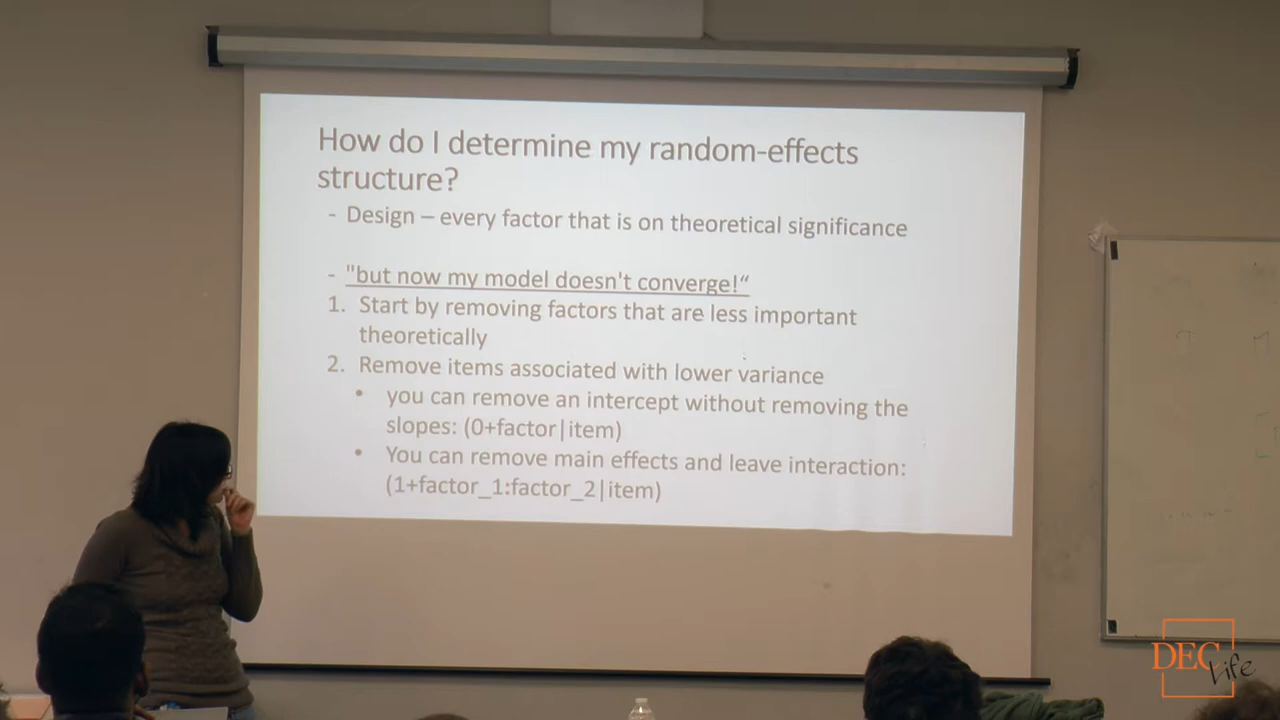 How do I determine my random-effects
structure?
- Design – every factor that is on theoretical significance
- "but now my model doesn't converge!“
1. Start by removing factors that are less important
theoretically
2. Remove items associated with lower variance
• you can remove an intercept without removing the
slopes: (0+factor|item)
• You can remove main effects and leave interaction:
(1+factor_1:factor_2|item)
DEC
Life